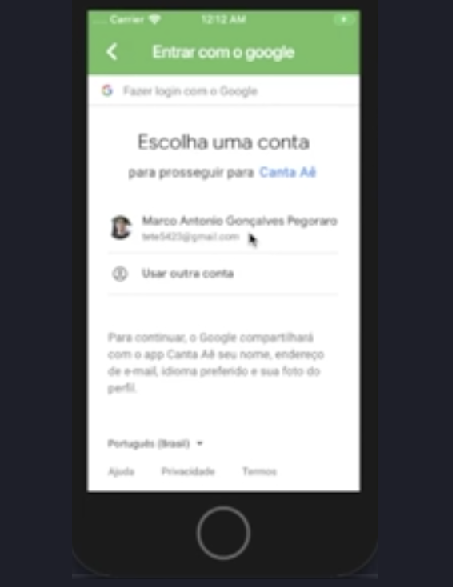 Carrier 12:12 AM
Entrar com o google
Fazer login com o Google
Escolha uma conta
para prosseguir para Canta Aê
Marco Antonio Gonçalves Pegoraro
tete5423@gmail.com
Usar outra conta
Para continuar, o Google compartilhará
com o app Canta Aê seu nome, endereço
de e-mail, idioma preferido e sua foto do
perfil.
Português (Brasil)
Ajuda Privacidade Termos